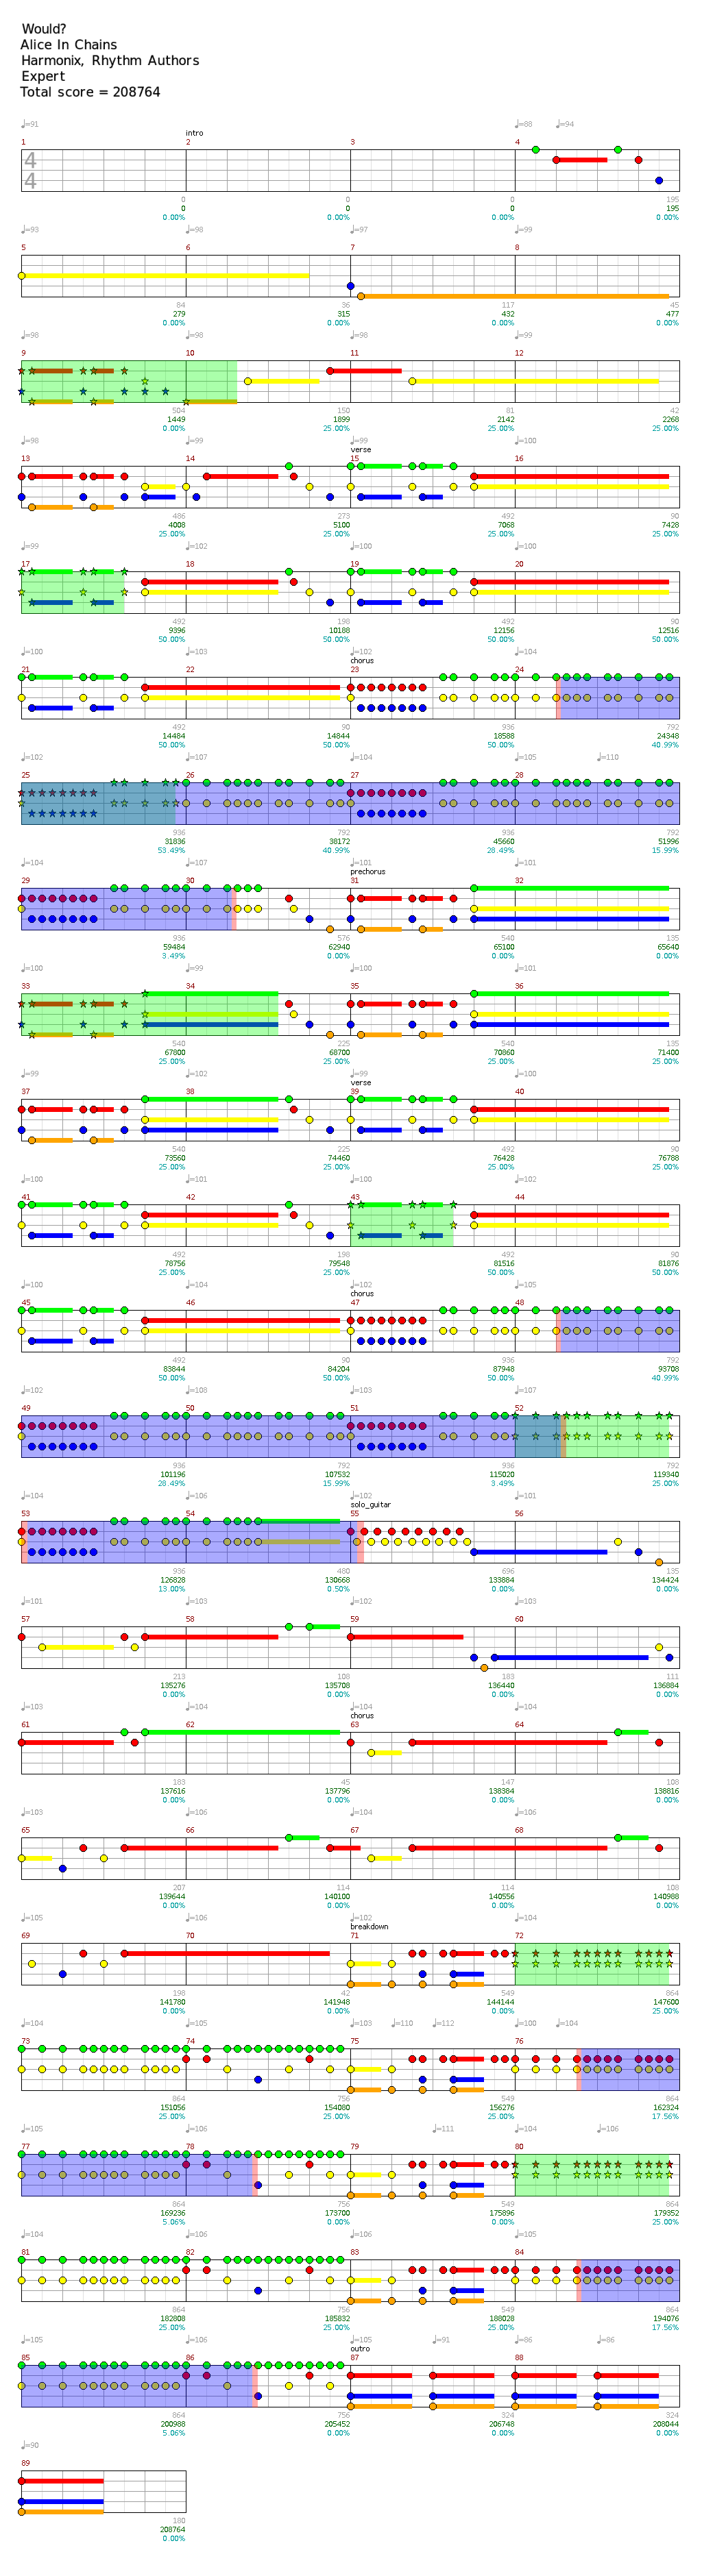 Would?
Alice In Chains
Harmonix, Rhythm Authors
Expert
Total score = 208764
♩=91 ♩=88 ♩=94
intro
1 2 3 4
4
4
0 0 0 195
0 0 0 195
0.00% 0.00% 0.00% 0.00%
♩=93 ♩=98 ♩=97 ♩=99
5 6 7 8
84 36 117 45
279 315 432 477
0.00% 0.00% 0.00% 0.00%
♩=98 ♩=98 ♩=98 ♩=99
9 10 11 12
504 150 81 42
1449 1899 2142 2268
0.00% 25.00% 25.00% 25.00%
♩=98 ♩=99 ♩=99 ♩=100
verse
13 14 15 16
486 273 492 90
4008 5100 7068 7428
25.00% 25.00% 25.00% 25.00%
♩=99 ♩=102 ♩=100 ♩=100
17 18 19 20
492 198 492 90
9396 10188 12156 12516
50.00% 50.00% 50.00% 50.00%
♩=100 ♩=103 ♩=102 ♩=104
chorus
21 22 23 24
492 90 936 792
14484 14844 18588 24348
50.00% 50.00% 50.00% 40.99%
♩=102 ♩=107 ♩=104 ♩=105 ♩=110
25 26 27 28
936 792 936 792
31836 38172 45660 51996
53.49% 40.99% 28.49% 15.99%
♩=104 ♩=107 ♩=101 ♩=101
prechorus
29 30 31 32
936 576 540 135
59484 62940 65100 65640
3.49% 0.00% 0.00% 0.00%
♩=100 ♩=99 ♩=100 ♩=101
33 34 35 36
540 225 540 135
67800 68700 70860 71400
25.00% 25.00% 25.00% 25.00%
♩=99 ♩=102 ♩=99 ♩=100
verse
37 38 39 40
540 225 492 90
73560 74460 76428 76788
25.00% 25.00% 25.00% 25.00%
♩=100 ♩=101 ♩=100 ♩=102
41 42 43 44
492 198 492 90
78756 79548 81516 81876
25.00% 25.00% 50.00% 50.00%
♩=100 ♩=103 ♩=102 ♩=105
chorus
45 46 47 48
492 90 936 792
83844 84204 87948 93708
50.00% 50.00% 50.00% 40.99%
♩=102 ♩=108 ♩=103 ♩=107
49 50 51 52
936 792 936 792
101196 107532 115020 119340
28.49% 15.99% 3.49% 25.00%
♩=104 ♩=106 ♩=101
solo_guitar
53 54 55 56
936 480 696 135
126828 130668 133884 134424
13.00% 0.50% 0.00% 0.00%
♩=101 ♩=103 ♩=102 ♩=103
57 58 59 60
213 108 183 111
135276 135708 136440 136884
0.00% 0.00% 0.00% 0.00%
♩=103 ♩=104 ♩=104 ♩=104
chorus
61 62 63 64
183 45 147 108
137616 137796 138384 138816
0.00% 0.00% 0.00% 0.00%
♩=103 ♩=106 ♩=104 ♩=106
65 66 67 68
207 114 114 108
139644 140100 140556 140988
0.00% 0.00% 0.00% 0.00%
♩=105 ♩=106 ♩=102 ♩=104
breakdown
69 70 71 72
198 42 549 864
141780 141948 144144 147600
0.00% 0.00% 0.00% 25.00%
♩=104 ♩=105 ♩=103 ♩=110 ♩=112 ♩=100 ♩=104
73 74 75 76
864 756 549 864
151056 154080 156276 162324
25.00% 25.00% 25.00% 17.56%
♩=105 ♩=106 ♩=111 ♩=104 ♩=106
77 78 79 80
864 756 549 864
169236 173700 175896 179352
5.06% 0.00% 0.00% 25.00%
♩=104 ♩=106 ♩=106 ♩=105
81 82 83 84
864 756 549 864
182808 185832 188028 194076
25.00% 25.00% 25.00% 17.56%
♩=105 ♩=106 ♩=105 ♩=91 ♩=86 ♩=86
outro
85 86 87 88
864 756 324 324
200988 205452 206748 208044
5.06% 0.00% 0.00% 0.00%
♩=90
89
180
208764
0.00%